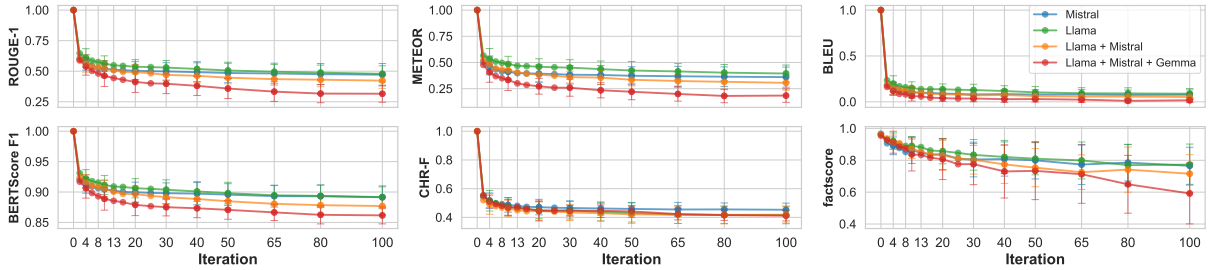 ROUGE-1
1.00
0.75
0.50
0.25
METEOR
1.00
0.75
0.50
0.25
BLEU
1.0
0.5
0.0
Mistral
Llama
Llama + Mistral
Llama + Mistral + Gemma
BERTScore F1
1.00
0.95
0.90
0.85
0 4 8 13 20 30 40 50 65 80 100
Iteration
CHR-F
1.0
0.8
0.6
0.4
0 4 8 13 20 30 40 50 65 80 100
Iteration
factscore
1.0
0.8
0.6
0.4
0 4 8 13 20 30 40 50 65 80 100
Iteration